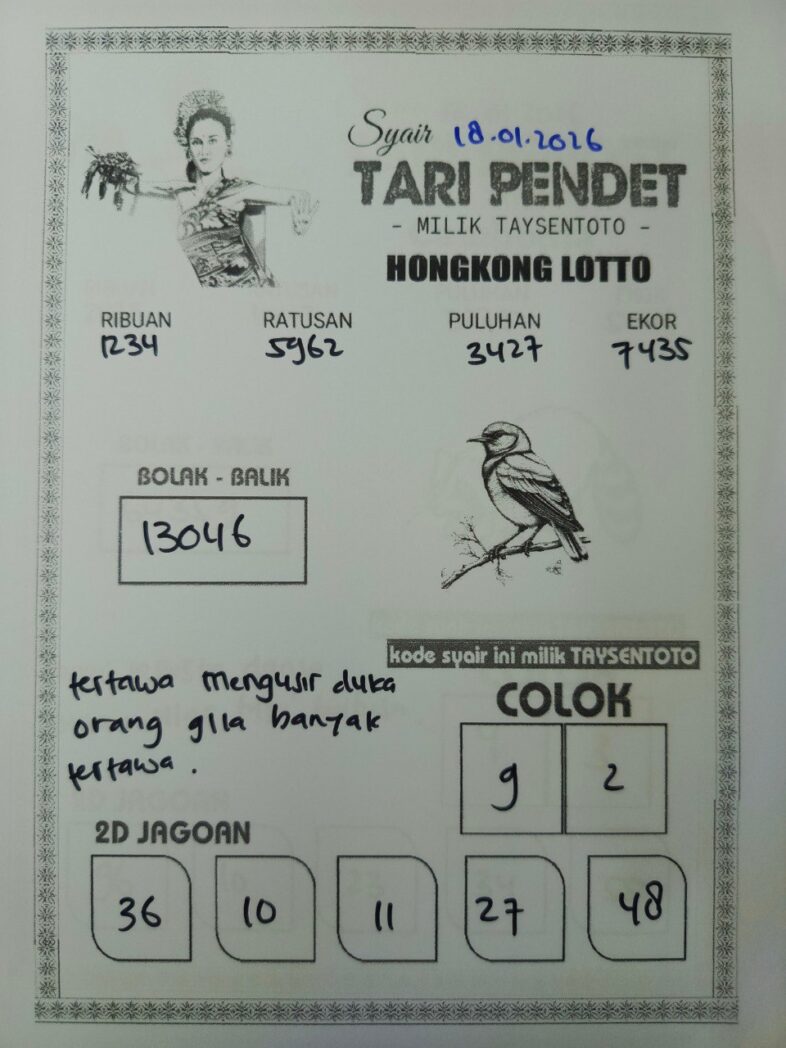 Syair 18.01.2026
TARI PENDET
- MILIK TAYSENTOTO -
HONGKONG LOTTO
RIBUAN RATUSAN PULUHAN EKOR
1234 5962 3427 7435
BOLAK - BALIK
13046
kode syair ini milik TAYSENTOTO
tertawa mengusir duka
orang gila banyak
tertawa.
COLOK
9 2
2D JAGOAN
36 10 11 27 48